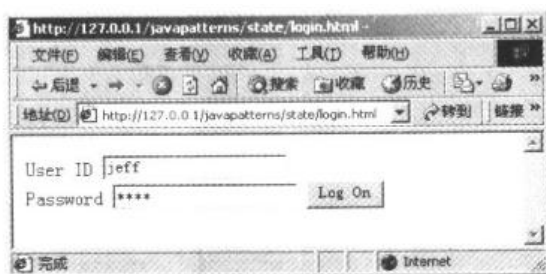 http://127.0.0.1/javapatterns/state/login.html -
文件(F) 编辑(E) 查看(V) 收藏(A) 工具(T) 帮助(H)
后退 搜索 收藏 历史 »
地址(D) http://127.0.0.1/javapatterns/state/login.html 转到 链接 »
User ID jeff
Password **** Log On
完成 Internet